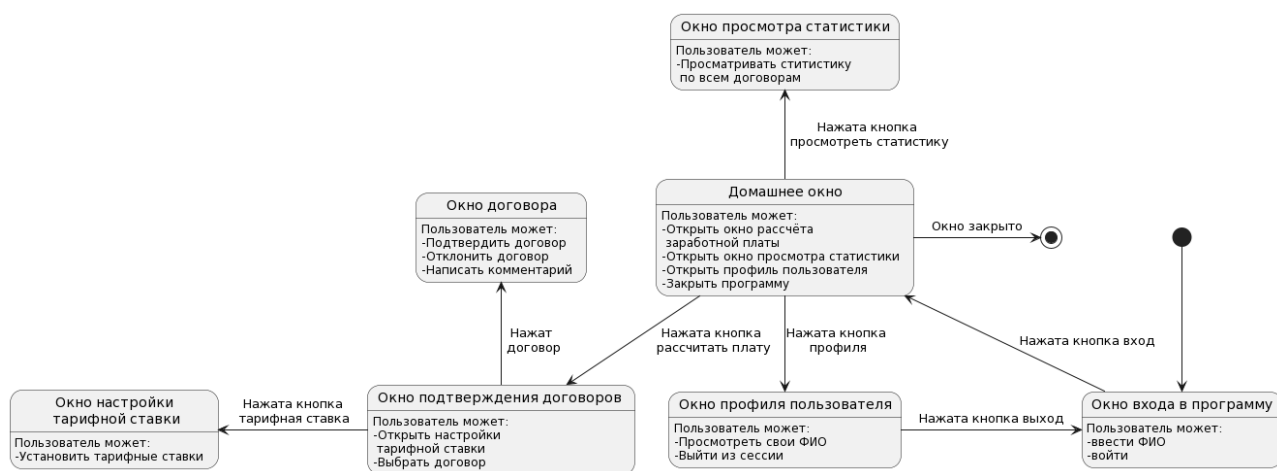 Окно просмотра статистики
Пользователь может:
-Просматривать ститистику
по всем договорам
Нажата кнопка
просмотреть статистику
Домашнее окно
Пользователь может:
-Открыть окно рассчёта
заработной платы
-Открыть окно просмотра статистики
-Открыть профиль пользователя
-Закрыть программу
Окно закрыто
Окно договора
Пользователь может:
-Подтвердить договор
-Отклонить договор
-Написать комментарий
Нажат
договор
Нажата кнопка
рассчитать плату
Нажата кнопка
профиля
Нажата кнопка вход
Окно настройки
тарифной ставки
Пользователь может:
-Установить тарифные ставки
Нажата кнопка
тарифная ставка
Окно подтверждения договоров
Пользователь может:
-Открыть настройки
тарифной ставки
-Выбрать договор
Окно профиля пользователя
Пользователь может:
-Просмотреть свои ФИО
-Выйти из сессии
Нажата кнопка выход
Окно входа в программу
Пользователь может:
-ввести ФИО
-войти